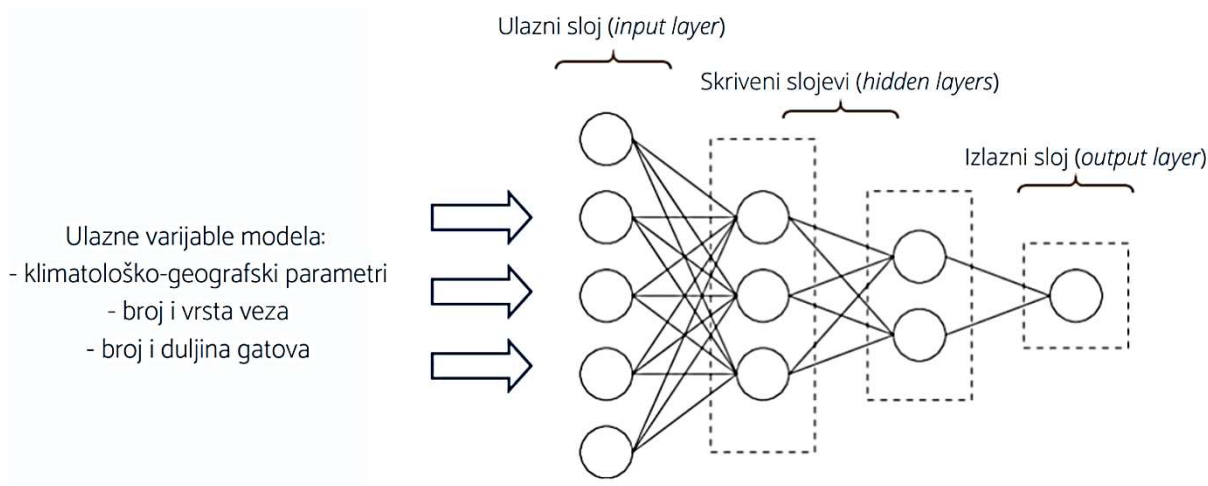 Ulazni sloj (input layer)
Skriveni slojevi (hidden layers)
Izlazni sloj (output layer)
Ulazne varijable modela:
- klimatološko-geografski parametri
- broj i vrsta veza
- broj i duljina gatova